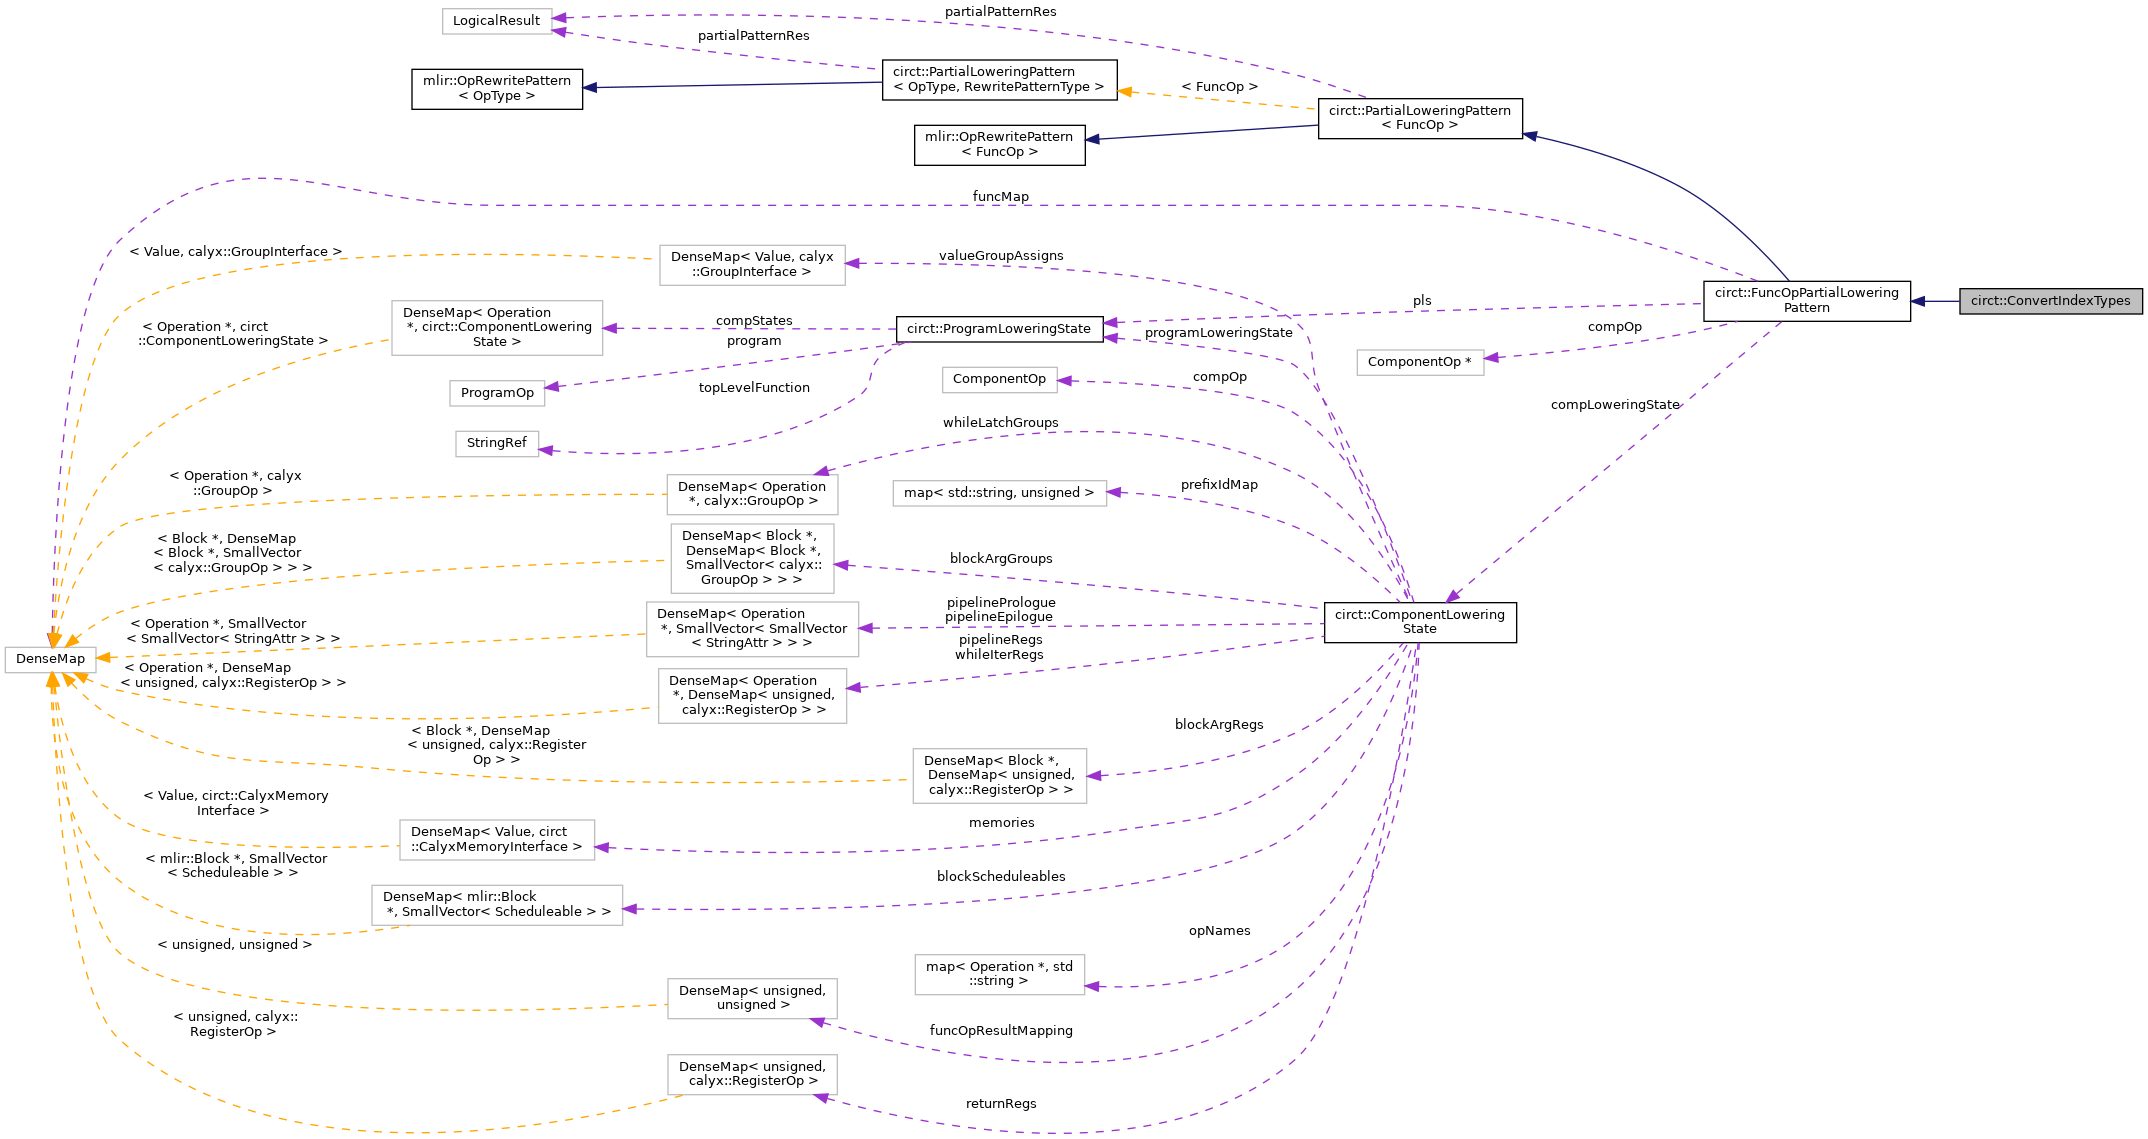 partialPatternRes
LogicalResult
partialPatternRes
circt::PartialLoweringPattern
< OpType, RewritePatternType >
mlir::OpRewritePattern
< OpType >
< FuncOp >
circt::PartialLoweringPattern
< FuncOp >
mlir::OpRewritePattern
< FuncOp >
funcMap
< Value, calyx::GroupInterface >
DenseMap< Value, calyx
::GroupInterface >
valueGroupAssigns
circt::FuncOpPartialLowering
Pattern
circt::ConvertIndexTypes
pls
DenseMap< Operation
*, circt::ComponentLowering
State >
< Operation *, circt
::ComponentLoweringState >
compStates
circt::ProgramLoweringState
programLoweringState
compOp
program
ComponentOp *
topLevelFunction
ProgramOp
ComponentOp
compOp
compLoweringState
whileLatchGroups
StringRef
< Operation *, calyx
::GroupOp >
DenseMap< Operation
*, calyx::GroupOp >
map< std::string, unsigned >
prefixIdMap
< Block *, DenseMap
< Block *, SmallVector
< calyx::GroupOp > > >
DenseMap< Block *,
DenseMap< Block *,
SmallVector< calyx::
GroupOp > > >
blockArgGroups
< Operation *, SmallVector
< SmallVector< StringAttr > > >
DenseMap< Operation
*, SmallVector< SmallVector
< StringAttr > > >
pipelinePrologue
pipelineEpilogue
circt::ComponentLowering
State
pipelineRegs
whileIterRegs
DenseMap
< Operation *, DenseMap
< unsigned, calyx::RegisterOp > >
DenseMap< Operation
*, DenseMap< unsigned,
calyx::RegisterOp > >
< Block *, DenseMap
< unsigned, calyx::Register
Op > >
blockArgRegs
DenseMap< Block *,
DenseMap< unsigned,
calyx::RegisterOp > >
< Value, circt::CalyxMemory
Interface >
DenseMap< Value, circt
::CalyxMemoryInterface >
memories
< mlir::Block *, SmallVector
< Scheduleable > >
DenseMap< mlir::Block
*, SmallVector< Scheduleable > >
blockScheduleables
< unsigned, unsigned >
opNames
map< Operation *, std
::string >
DenseMap< unsigned,
unsigned >
< unsigned, calyx::
RegisterOp >
funcOpResultMapping
DenseMap< unsigned,
calyx::RegisterOp >
returnRegs